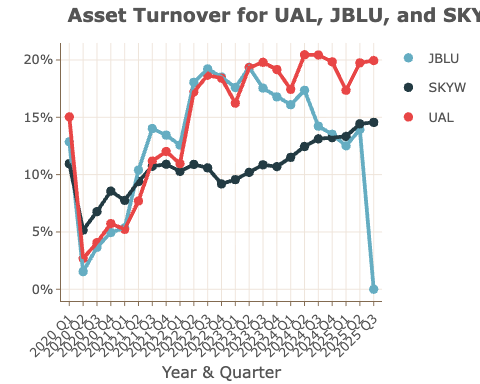 Asset Turnover for UAL, JBLU, and SKY
20%
15%
10%
5%
0%
JBLU
SKYW
UAL
2020 Q1
2020 Q2
2020 Q3
2020 Q4
2021 Q1
2021 Q2
2021 Q3
2021 Q4
2022 Q1
2022 Q2
2022 Q3
2022 Q4
2023 Q1
2023 Q2
2023 Q3
2023 Q4
2024 Q1
2024 Q2
2024 Q3
2024 Q4
2025 Q1
2025 Q2
2025 Q3
Year & Quarter